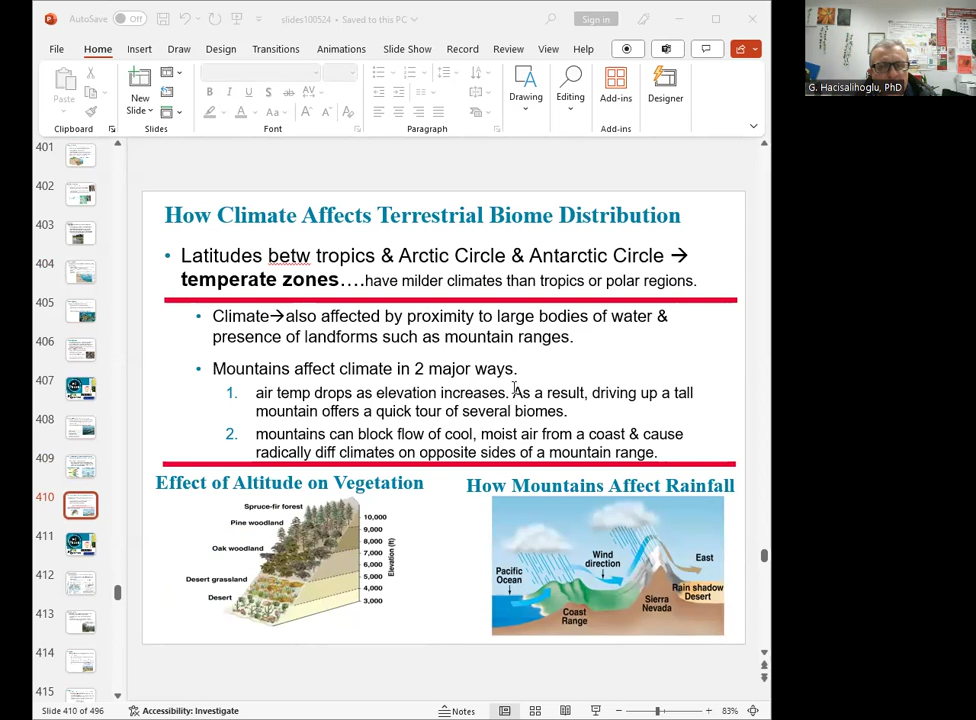 AutoSave
Off
slides100524 • Saved to this PC
Sign in
G. Hacisalihoglu, PhD
File Home Insert Draw Design Transitions Animations Slide Show Record Review View Help
Paste
New
Slide
B I U S ab AV
Aa
A A
Drawing
Editing
Add-ins
Designer
Clipboard
Slides
Font
Paragraph
Add-ins
401
402
403
404
405
406
407
408
409
410
411
412
413
414
415
How Climate Affects Terrestrial Biome Distribution
• Latitudes betw tropics & Arctic Circle & Antarctic Circle →
temperate zones….have milder climates than tropics or polar regions.
• Climate→also affected by proximity to large bodies of water &
presence of landforms such as mountain ranges.
• Mountains affect climate in 2 major ways.
1. air temp drops as elevation increases. As a result, driving up a tall
mountain offers a quick tour of several biomes.
2. mountains can block flow of cool, moist air from a coast & cause
radically diff climates on opposite sides of a mountain range.
Effect of Altitude on Vegetation
Spruce-fir forest
Pine woodland
Oak woodland
Desert grassland
Desert
10,000
9,000
8,000
7,000
6,000
5,000
4,000
3,000
Elevation (ft)
How Mountains Affect Rainfall
Pacific
Ocean
Wind
direction
East
Coast
Range
Sierra
Nevada
Rain shadow
Desert
Slide 410 of 496
Accessibility: Investigate
Notes
83%